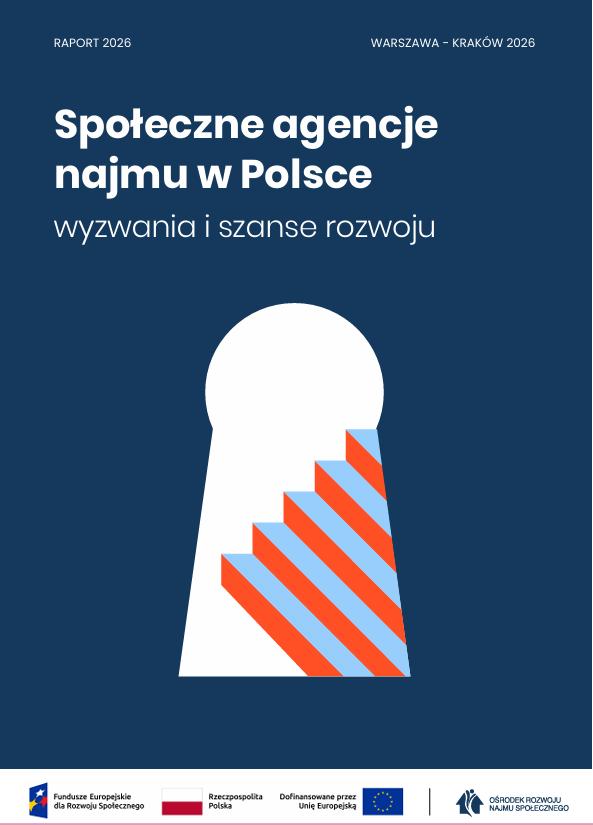 RAPORT 2026
WARSZAWA - KRAKÓW 2026
Społeczne agencje
najmu w Polsce
wyzwania i szanse rozwoju
Fundusze Europejskie
dla Rozwoju Społecznego
Rzeczpospolita
Polska
Dofinansowane przez
Unię Europejską
OŚRODEK ROZWOJU
NAJMU SPOŁECZNEGO